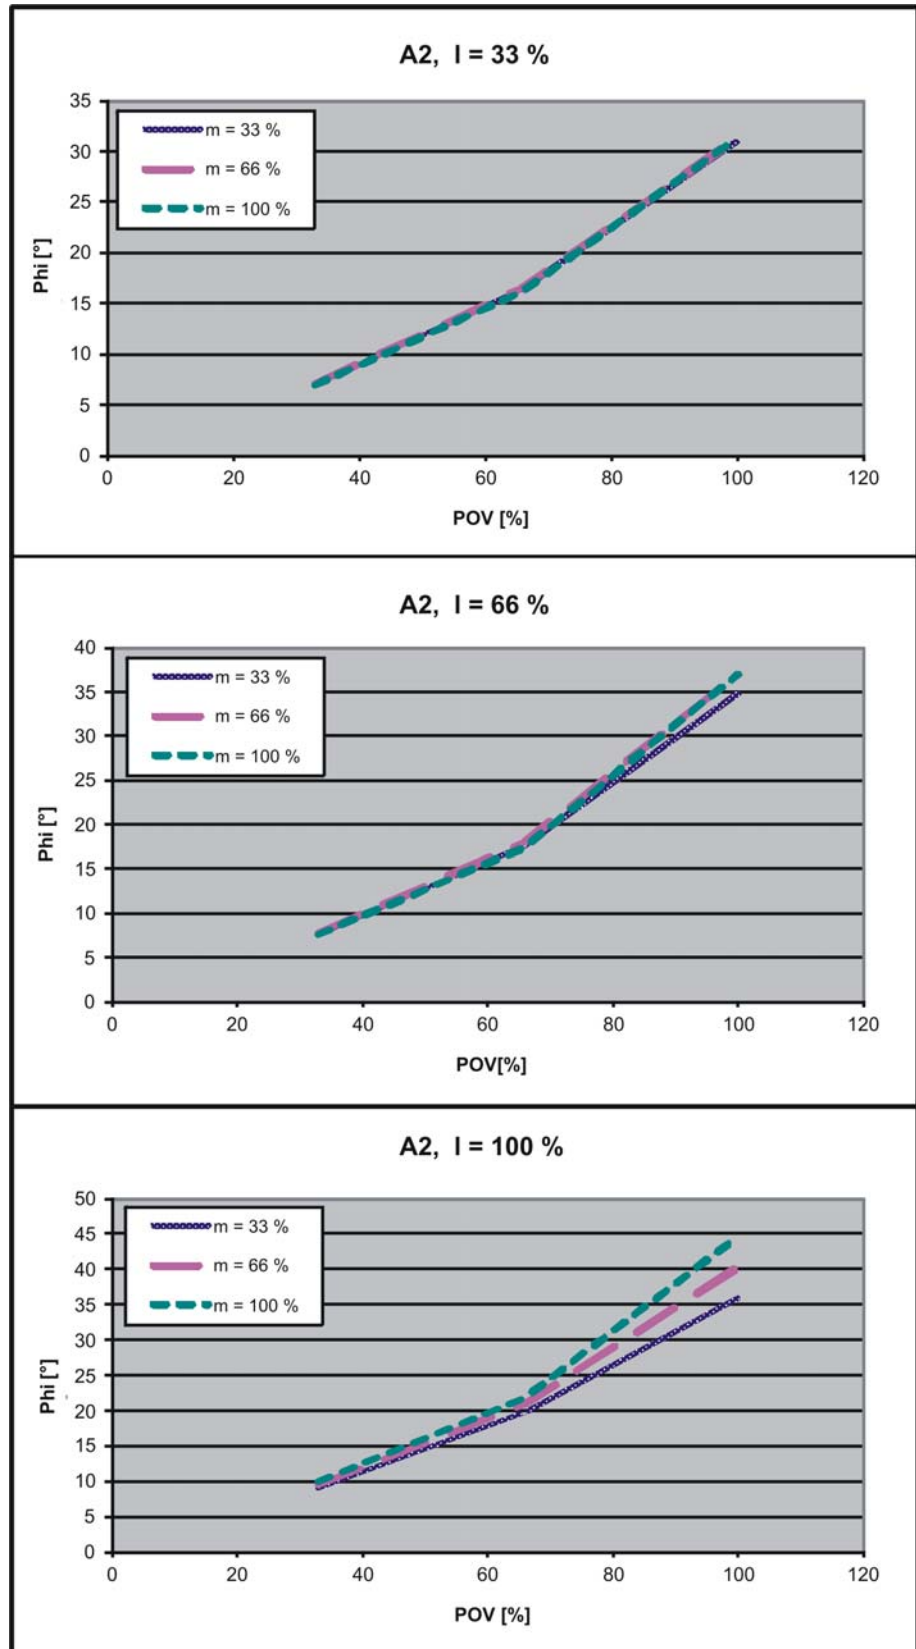 A2, l = 33 %
35
30
25
20
15
10
5
0
m = 33 %
m = 66 %
m = 100 %
Phi [°]
0 20 40 60 80 100 120
POV [%]
A2, l = 66 %
40
35
30
25
20
15
10
5
0
m = 33 %
m = 66 %
m = 100 %
Phi [°]
0 20 40 60 80 100 120
POV[%]
A2, l = 100 %
50
45
40
35
30
25
20
15
10
5
0
m = 33 %
m = 66 %
m = 100 %
Phi [°]
0 20 40 60 80 100 120
POV [%]